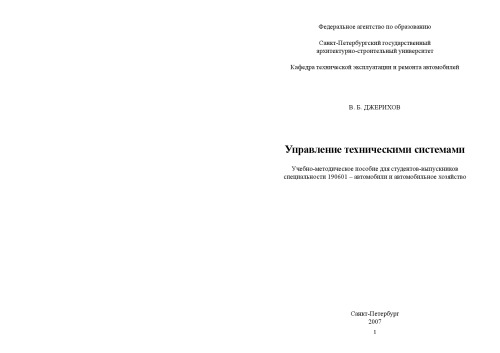 Федеральное агентство по образованию
Санкт-Петербургский государственный
архитектурно-строительный университет
Кафедра технической эксплуатации и ремонта автомобилей
В. Б. ДЖЕРИХОВ
Управление техническими системами
Учебно-методическое пособие для студентов-выпускников
специальности 190601 – автомобили и автомобильное хозяйство
Санкт-Петербург
2007
1